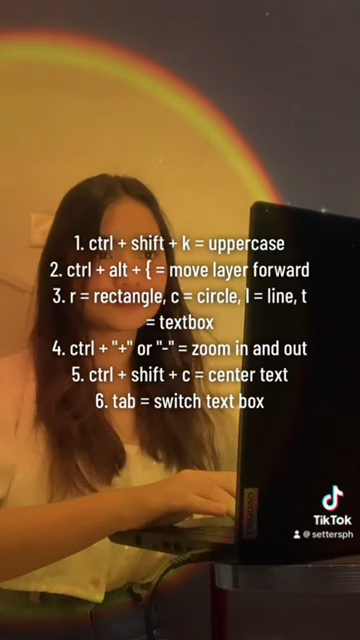 1. ctrl + shift + k = uppercase
2. ctrl + alt + { = move layer forward
3. r = rectangle, c = circle, l = line, t
= textbox
4. ctrl + "+" or "-" = zoom in and out
5. ctrl + shift + c = center text
6. tab = switch text box
lenovo
TikTok
@settersph